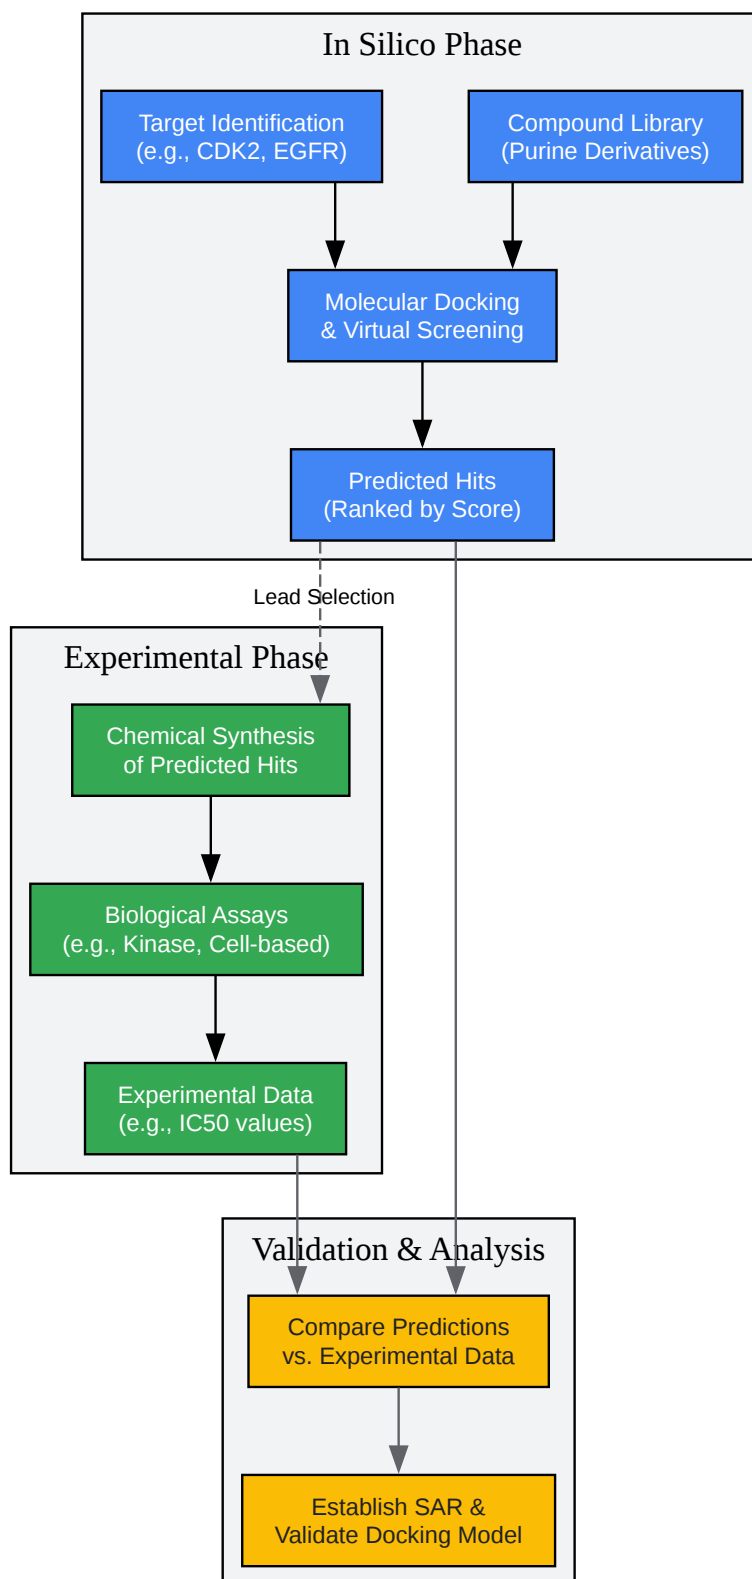 In Silico Phase
Target Identification
(e.g., CDK2, EGFR)
Compound Library
(Purine Derivatives)
Molecular Docking
& Virtual Screening
Predicted Hits
(Ranked by Score)
Lead Selection
Experimental Phase
Chemical Synthesis
of Predicted Hits
Biological Assays
(e.g., Kinase, Cell-based)
Experimental Data
(e.g., IC50 values)
Validation & Analysis
Compare Predictions
vs. Experimental Data
Establish SAR &
Validate Docking Model